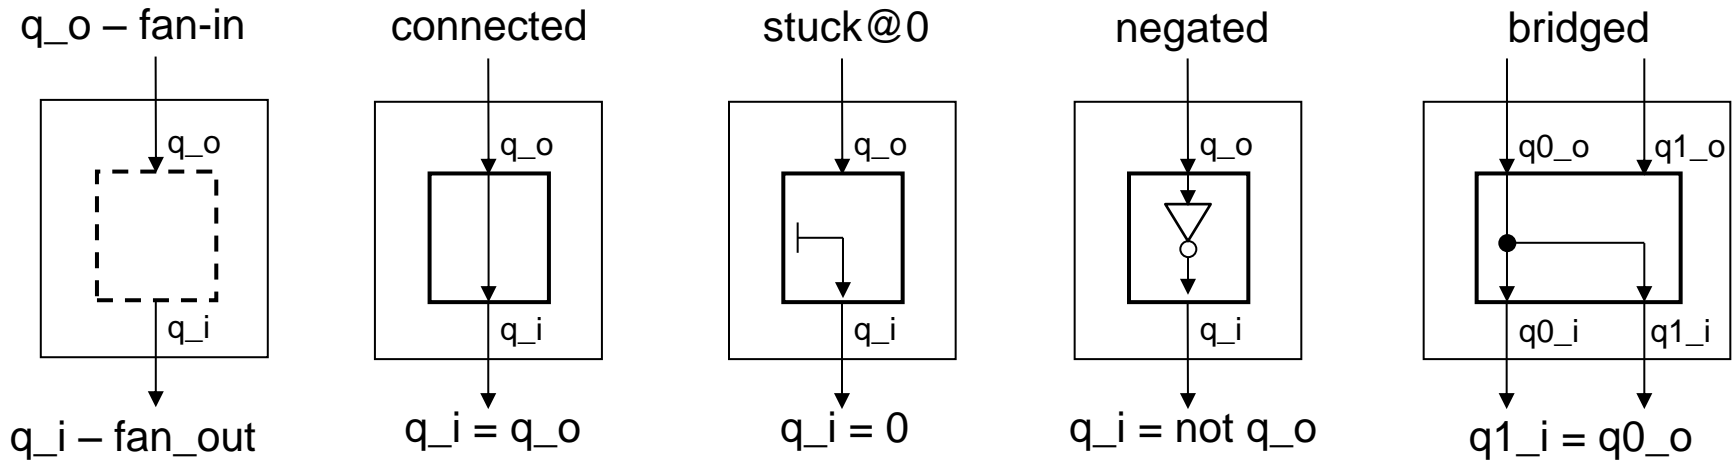 q_o – fan-in
connected
stuck@0
negated
bridged
q_o
q_o
q_o
q_o
q0_o
q1_o
q_i
q_i
q_i
q_i
q0_i
q1_i
q_i – fan_out
q_i = q_o
q_i = 0
q_i = not q_o
q1_i = q0_o